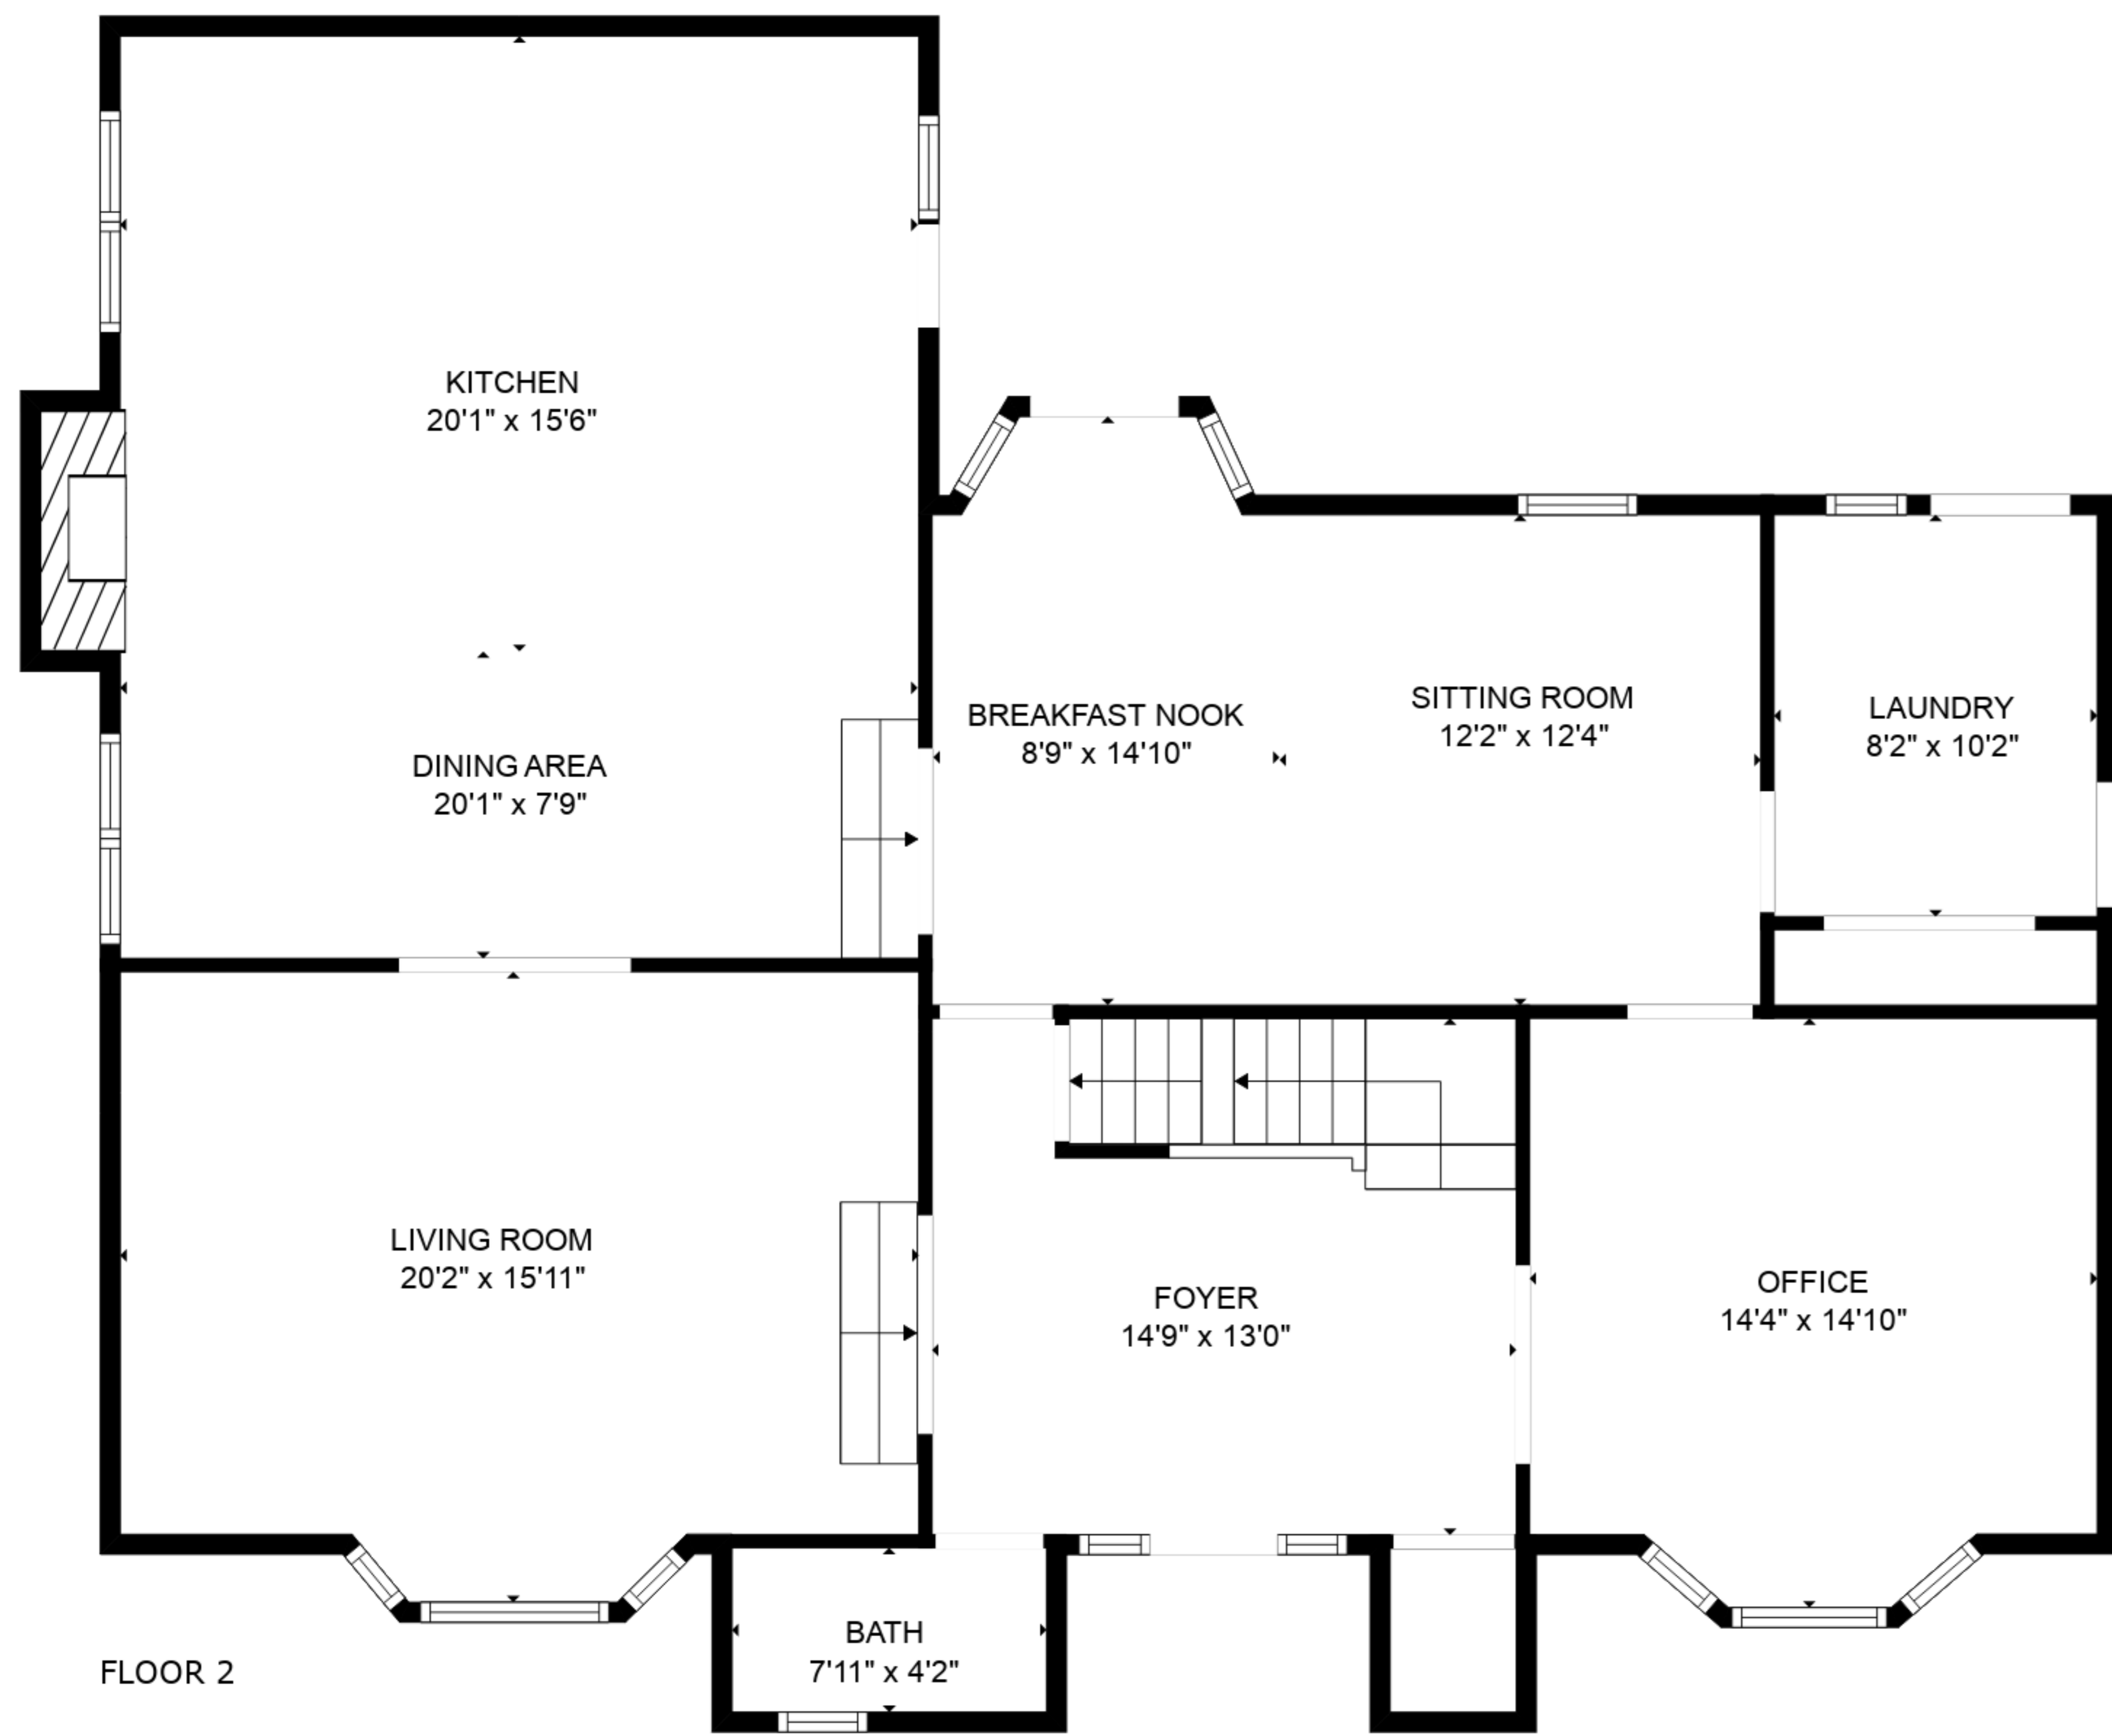 KITCHEN
20'1" x 15'6"
DINING AREA
20'1" x 7'9"
BREAKFAST NOOK
8'9" x 14'10"
SITTING ROOM
12'2" x 12'4"
LAUNDRY
8'2" x 10'2"
LIVING ROOM
20'2" x 15'11"
FOYER
14'9" x 13'0"
OFFICE
14'4" x 14'10"
BATH
7'11" x 4'2"
FLOOR 2